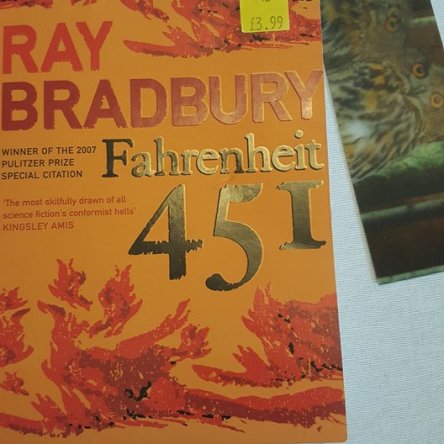 £3.99
RAY
BRADBURY
WINNER OF THE 2007
PULITZER PRIZE
SPECIAL CITATION
Fahrenheit
451
'The most skilfully drawn of all
science fiction's conformist hells'
KINGSLEY AMIS